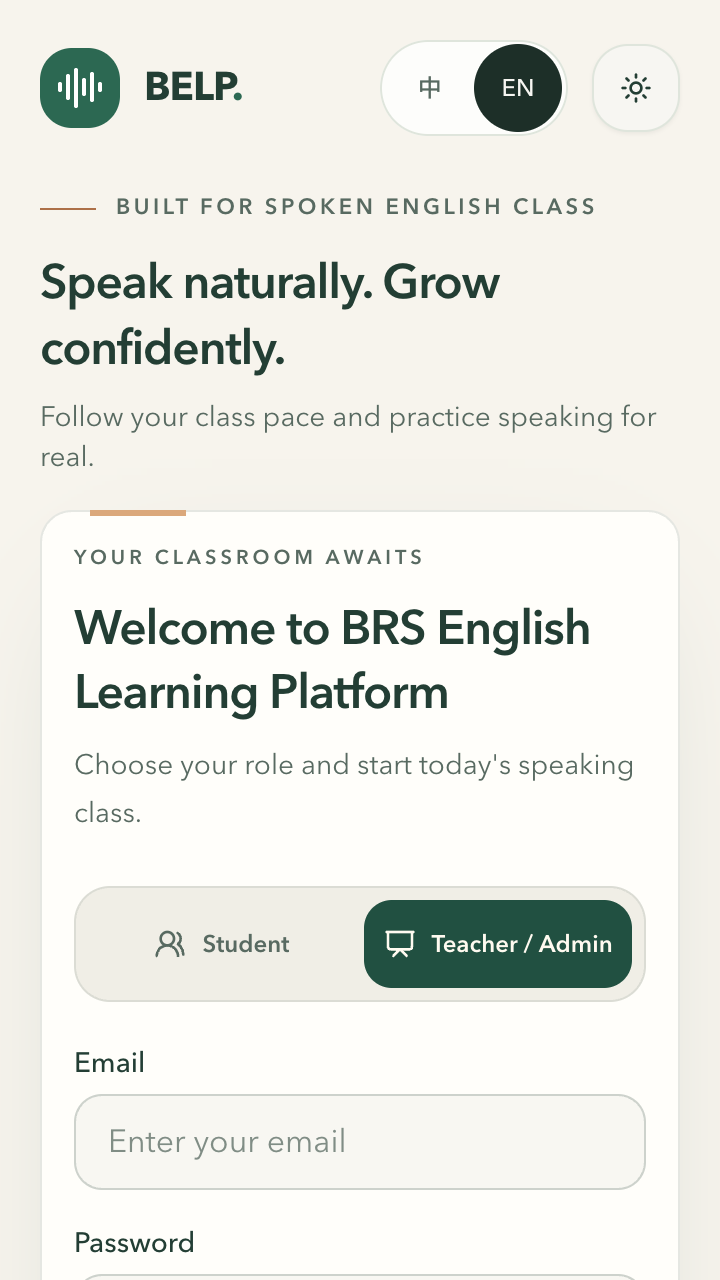 BELP.
中
EN
BUILT FOR SPOKEN ENGLISH CLASS
Speak naturally. Grow
confidently.
Follow your class pace and practice speaking for
real.
YOUR CLASSROOM AWAITS
Welcome to BRS English
Learning Platform
Choose your role and start today's speaking
class.
Student
Teacher / Admin
Email
Enter your email
Password